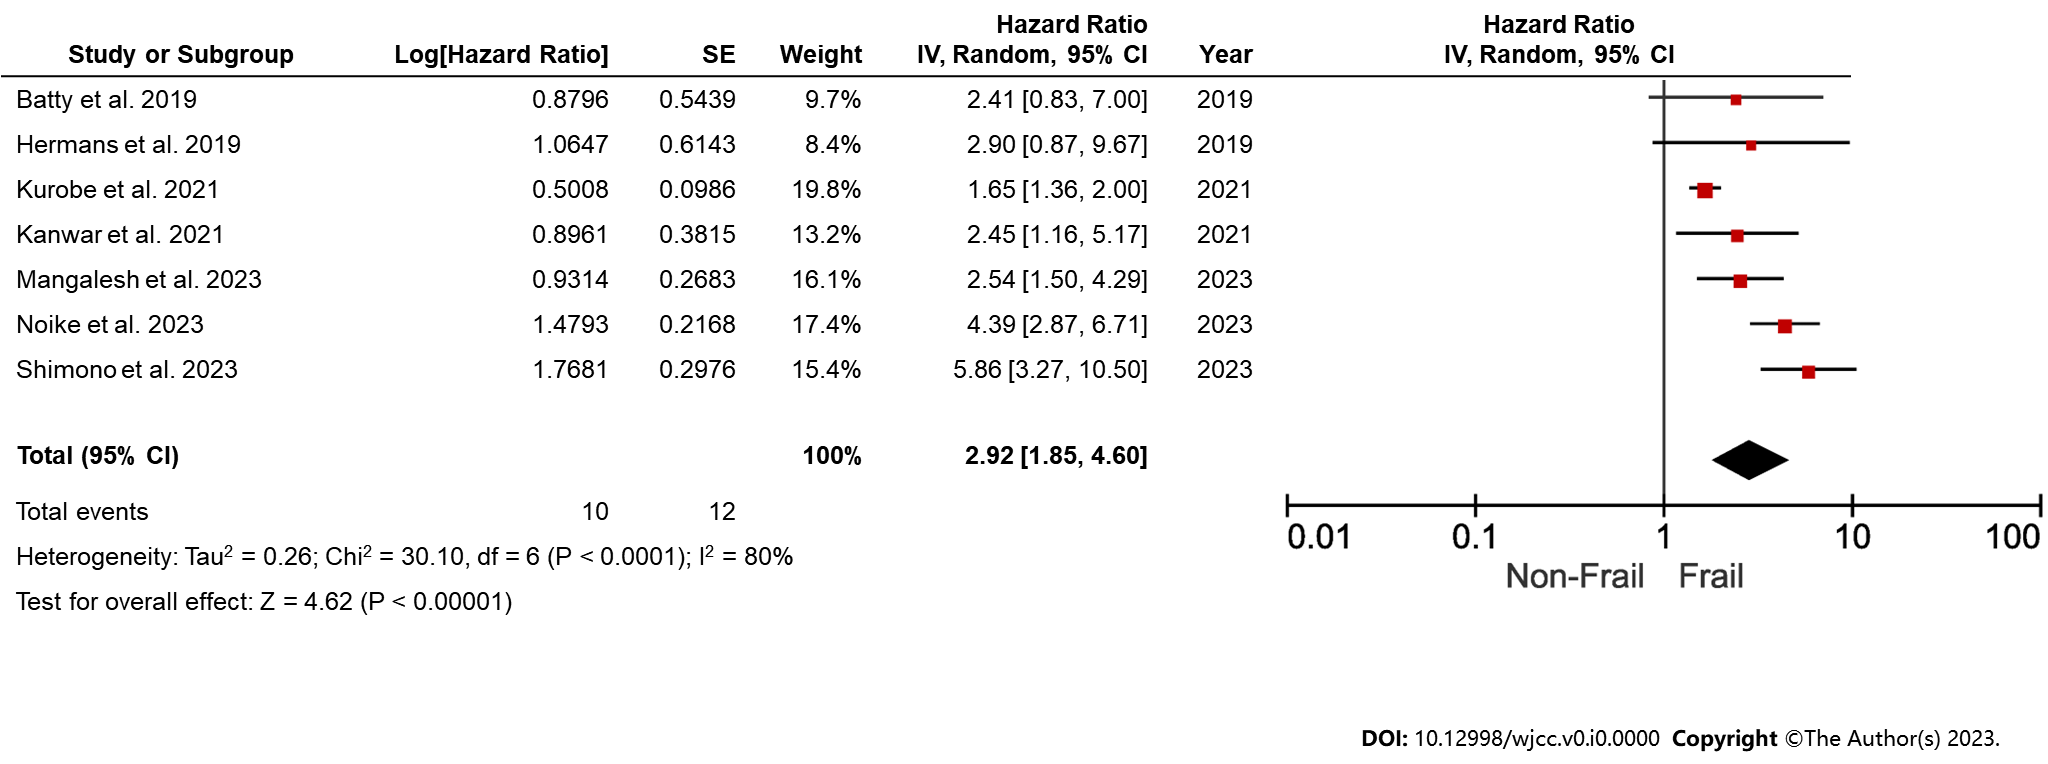 Hazard Ratio Hazard Ratio
Study or Subgroup Log[Hazard Ratio] SE Weight IV, Random, 95% CI Year IV, Random, 95% CI
Batty et al. 2019 0.8796 0.5439 9.7% 2.41 [0.83, 7.00] 2019
Hermans et al. 2019 1.0647 0.6143 8.4% 2.90 [0.87, 9.67] 2019
Kurobe et al. 2021 0.5008 0.0986 19.8% 1.65 [1.36, 2.00] 2021
Kanwar et al. 2021 0.8961 0.3815 13.2% 2.45 [1.16, 5.17] 2021
Mangalesh et al. 2023 0.9314 0.2683 16.1% 2.54 [1.50, 4.29] 2023
Noike et al. 2023 1.4793 0.2168 17.4% 4.39 [2.87, 6.71] 2023
Shimono et al. 2023 1.7681 0.2976 15.4% 5.86 [3.27, 10.50] 2023
Total (95% CI) 100% 2.92 [1.85, 4.60]
Total events 10 12
0.01 0.1 1 10 100
Heterogeneity: Tau² = 0.26; Chi² = 30.10, df = 6 (P < 0.0001); I² = 80%
Non-Frail Frail
Test for overall effect: Z = 4.62 (P < 0.00001)
DOI: 10.12998/wjcc.v0.i0.0000 Copyright ©The Author(s) 2023.